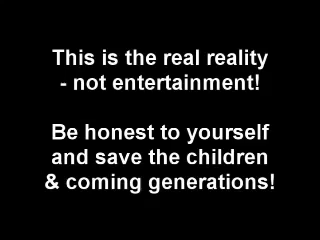 This is the real reality
- not entertainment!
Be honest to yourself
and save the children
& coming generations!